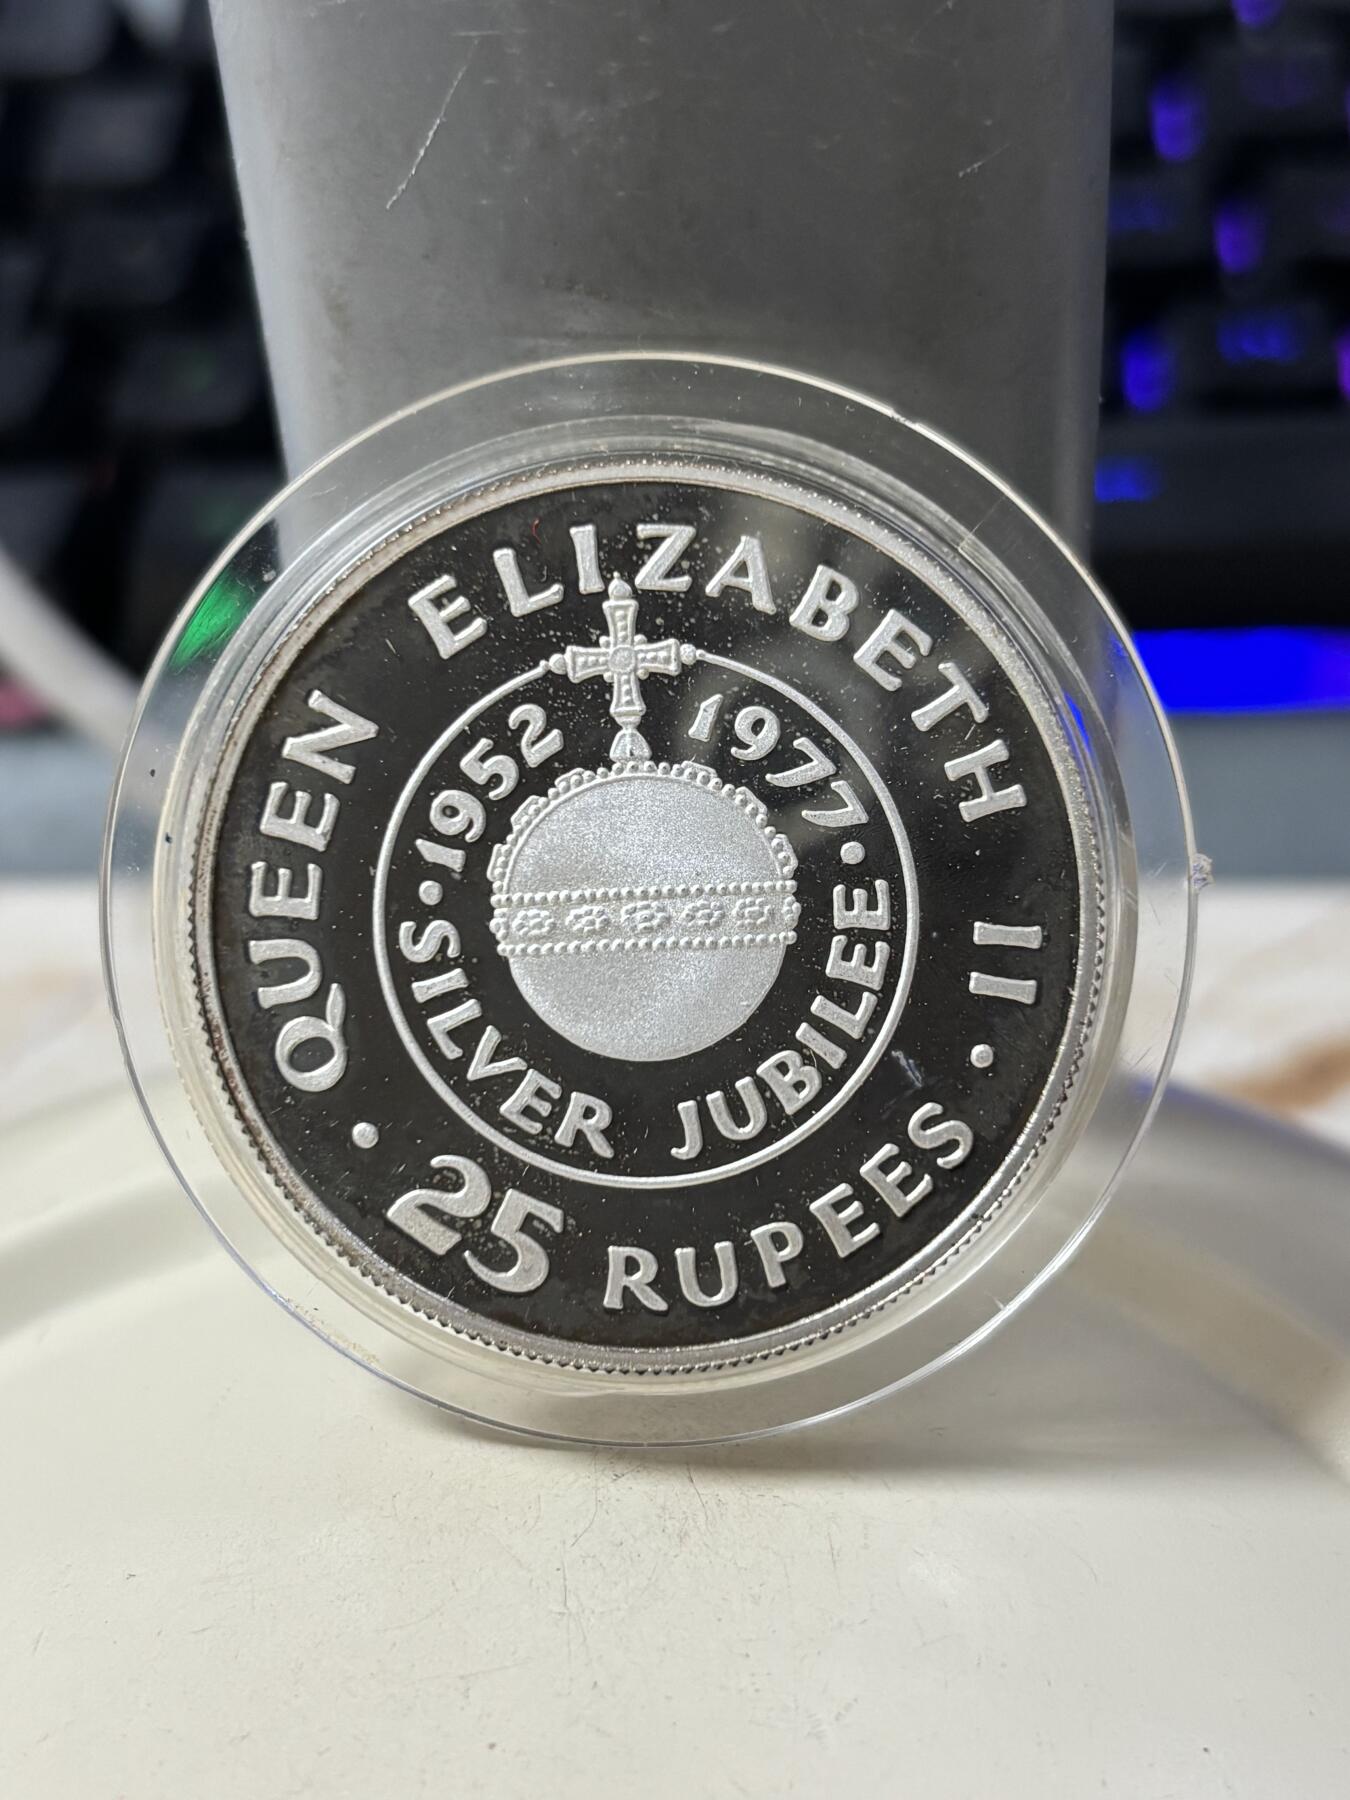 QUEEN ELIZABETH II
· 25 RUPEES ·
1952 1977
· SILVER JUBILEE ·